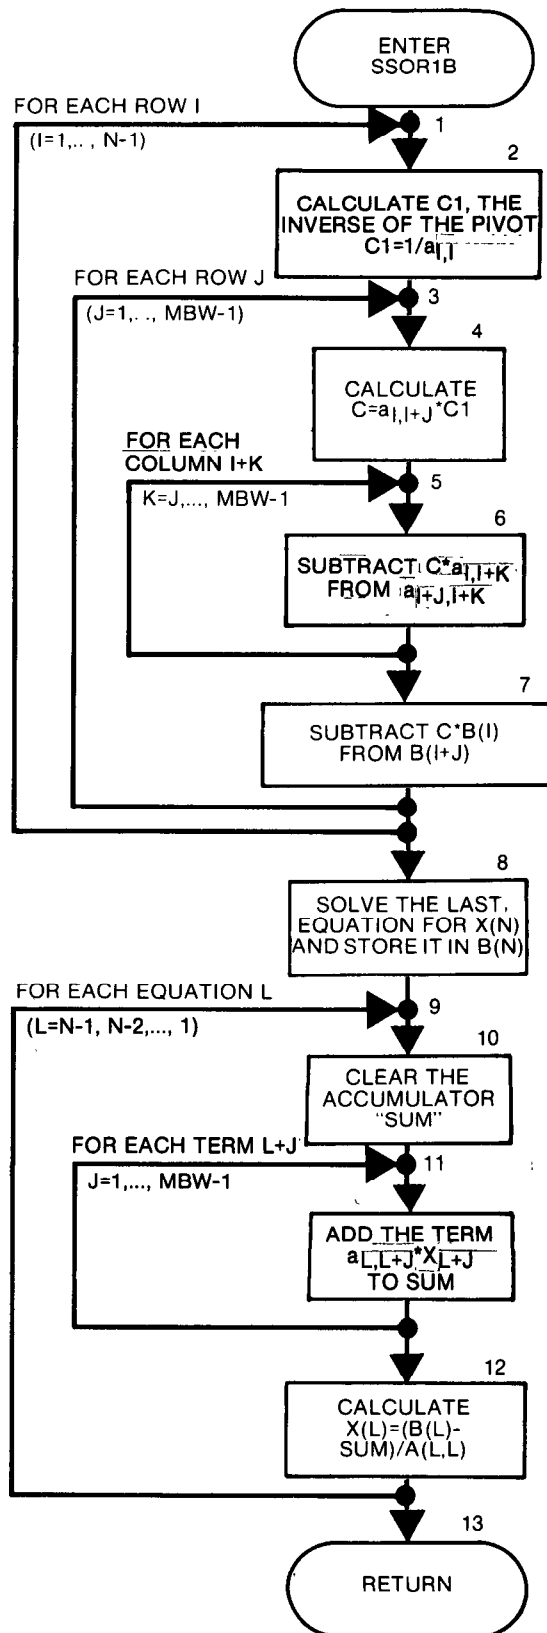 ENTER
SSOR1B
FOR EACH ROW I
(I=1,.. , N-1)
1
2
CALCULATE C1, THE
INVERSE OF THE PIVOT
C1=1/aI,I
FOR EACH ROW J
(J=1,. ., MBW-1)
3
4
CALCULATE
C=aI,I+J*C1
FOR EACH
COLUMN I+K
K=J,..., MBW-1
5
6
SUBTRACT C*aI,I+K
FROM aI+J,I+K
7
SUBTRACT C*B(I)
FROM B(I+J)
8
SOLVE THE LAST,
EQUATION FOR X(N)
AND STORE IT IN B(N)
FOR EACH EQUATION L
(L=N-1, N-2,..., 1)
9
10
CLEAR THE
ACCUMULATOR
"SUM"
FOR EACH TERM L+J
J=1,..., MBW-1
11
ADD THE TERM
aL,L+J*XL+J
TO SUM
12
CALCULATE
X(L)=(B(L)-
SUM)/A(L,L)
13
RETURN